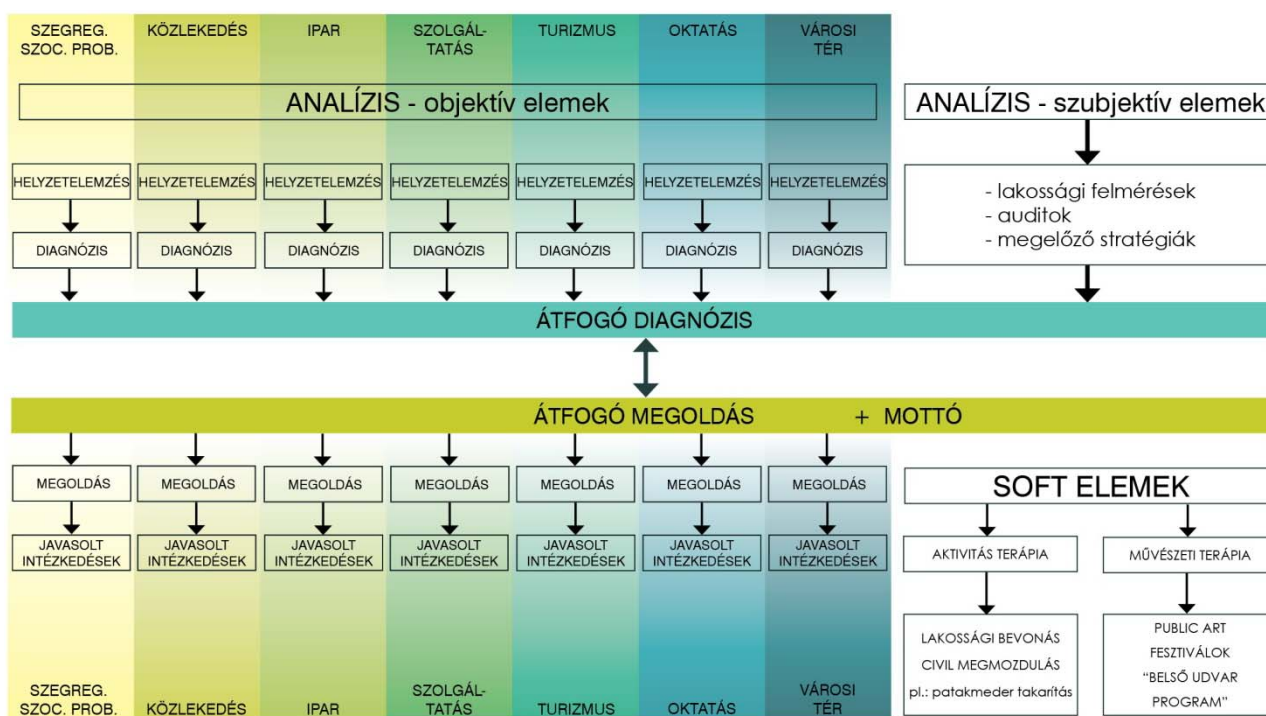 SZEGREG.
SZOC. PROB.
KÖZLEKEDÉS
IPAR
SZOLGÁL-
TATÁS
TURIZMUS
OKTATÁS
VÁROSI
TÉR
ANALÍZIS - objektív elemek
ANALÍZIS - szubjektív elemek
HELYZETELEMZÉS
HELYZETELEMZÉS
HELYZETELEMZÉS
HELYZETELEMZÉS
HELYZETELEMZÉS
HELYZETELEMZÉS
HELYZETELEMZÉS
- lakossági felmérések
- auditok
- megelőző stratégiák
DIAGNÓZIS
DIAGNÓZIS
DIAGNÓZIS
DIAGNÓZIS
DIAGNÓZIS
DIAGNÓZIS
DIAGNÓZIS
ÁTFOGÓ DIAGNÓZIS
ÁTFOGÓ MEGOLDÁS + MOTTÓ
MEGOLDÁS
MEGOLDÁS
MEGOLDÁS
MEGOLDÁS
MEGOLDÁS
MEGOLDÁS
MEGOLDÁS
SOFT ELEMEK
JAVASOLT
INTÉZKEDÉSEK
JAVASOLT
INTÉZKEDÉSEK
JAVASOLT
INTÉZKEDÉSEK
JAVASOLT
INTÉZKEDÉSEK
JAVASOLT
INTÉZKEDÉSEK
JAVASOLT
INTÉZKEDÉSEK
JAVASOLT
INTÉZKEDÉSEK
AKTIVITÁS TERÁPIA
MŰVÉSZETI TERÁPIA
LAKOSSÁGI BEVONÁS
CIVIL MEGMOZDULÁS
pl.: patakmeder takarítás
PUBLIC ART
FESZTIVÁLOK
"BELSŐ UDVAR
PROGRAM"
SZEGREG.
SZOC. PROB.
KÖZLEKEDÉS
IPAR
SZOLGÁL-
TATÁS
TURIZMUS
OKTATÁS
VÁROSI
TÉR